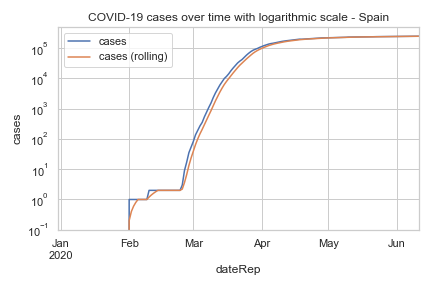 COVID-19 cases over time with logarithmic scale - Spain
cases
cases (rolling)
10^5
10^4
10^3
10^2
10^1
10^0
10^-1
cases
Jan Feb Mar Apr May Jun
2020
dateRep